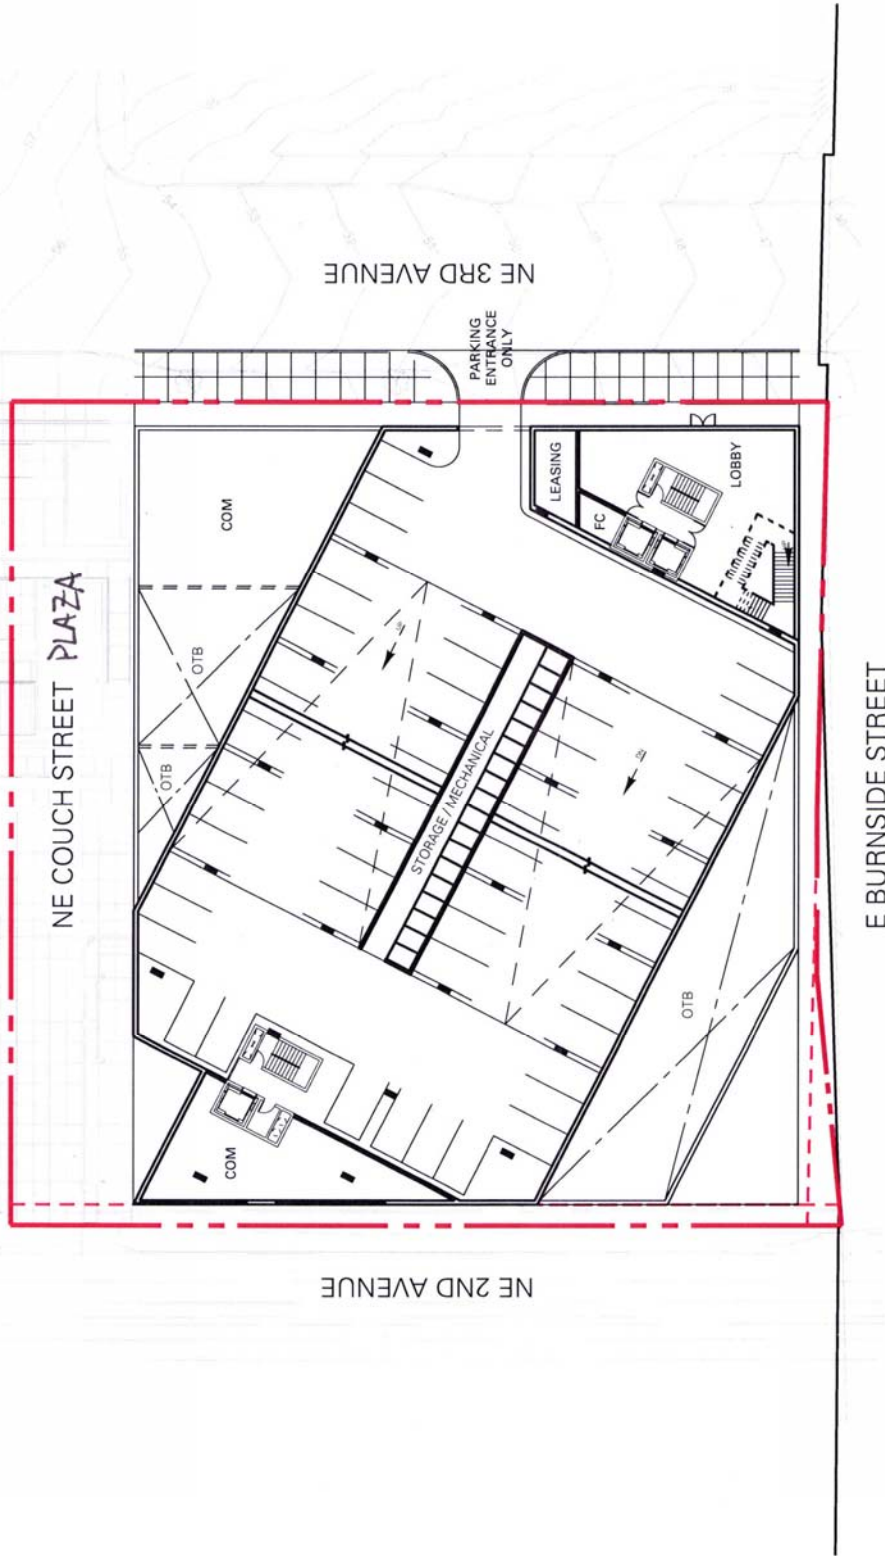 NE 3RD AVENUE
PARKING
ENTRANCE
ONLY
NE COUCH STREET PLAZA
COM
OTB
OTB
LEASING
FC
LOBBY
STORAGE / MECHANICAL
DN
OTB
COM
E BURNSIDE STREET
NE 2ND AVENUE